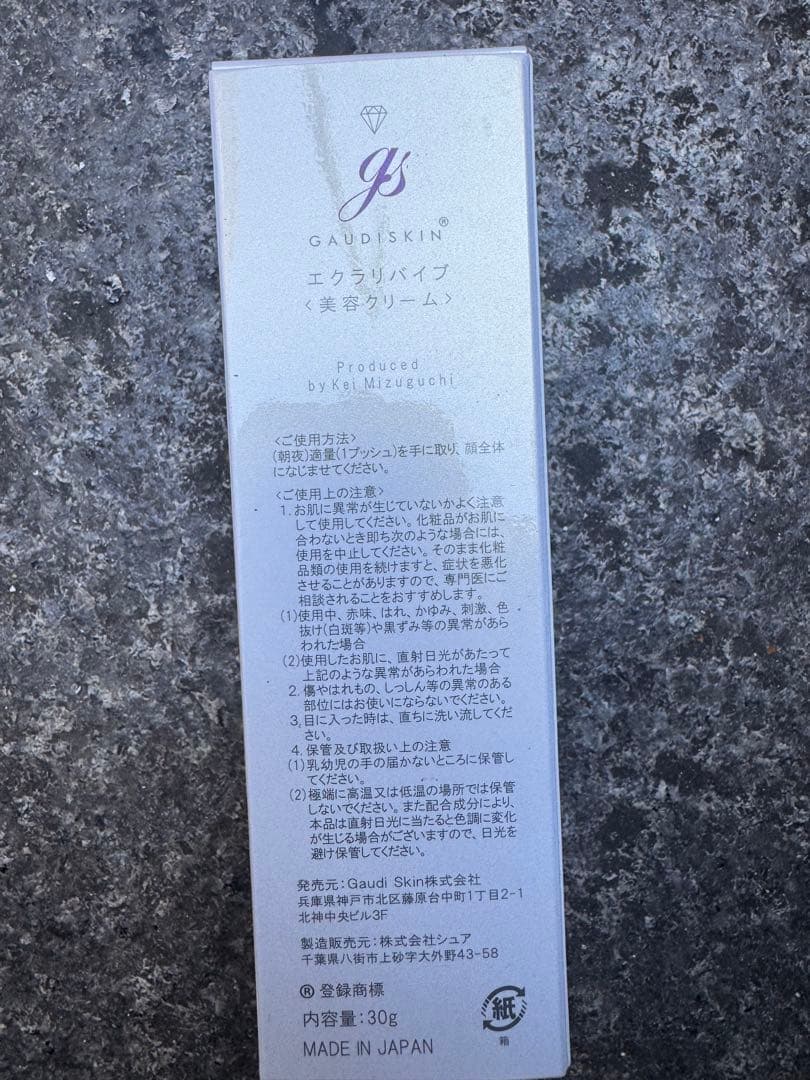 gs
GAUDISKIN®
エクラリバイブ
〈美容クリーム〉
Produced
by Kei Mizuguchi
〈ご使用方法〉
(朝夜)適量(1プッシュ)を手に取り、顔全体
になじませてください。
〈ご使用上の注意〉
1. お肌に異常が生じていないかよく注意
して使用してください。化粧品がお肌に
合わないとき即ち次のような場合には、
使用を中止してください。そのまま化粧
品類の使用を続けますと、症状を悪化
させることがありますので、専門医にご
相談されることをおすすめします。
(1)使用中、赤味、はれ、かゆみ、刺激、色
抜け(白斑等)や黒ずみ等の異常があら
われた場合
(2)使用したお肌に、直射日光があたって
上記のような異常があらわれた場合
2. 傷やはれもの、しっしん等の異常のある
部位にはお使いにならないでください。
3. 目に入った時は、直ちに洗い流してくだ
さい。
4. 保管及び取扱い上の注意
(1)乳幼児の手の届かないところに保管し
てください。
(2)極端に高温又は低温の場所では保管
しないでください。また配合成分により、
本品は直射日光に当たると色調に変化
が生じる場合がございますので、日光を
避け保管してください。
発売元：Gaudi Skin株式会社
兵庫県神戸市北区藤原台中町1丁目2-1
北神中央ビル3F
製造販売元：株式会社シュア
千葉県八街市上砂字大外野43-58
® 登録商標
内容量：30g
MADE IN JAPAN
紙
箱